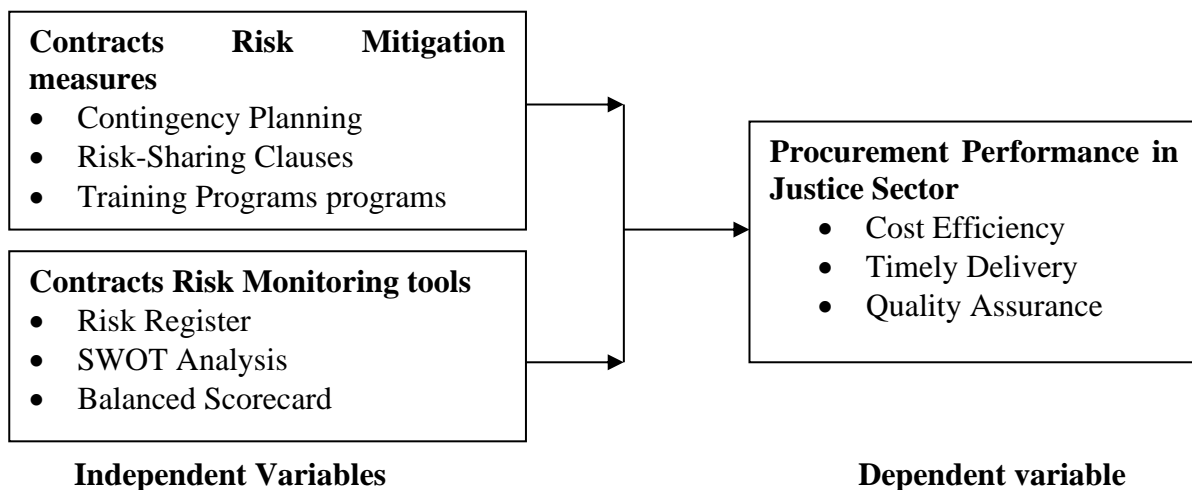 Contracts Risk Mitigation
measures
• Contingency Planning
• Risk-Sharing Clauses
• Training Programs programs
Contracts Risk Monitoring tools
• Risk Register
• SWOT Analysis
• Balanced Scorecard
Independent Variables
Procurement Performance in
Justice Sector
• Cost Efficiency
• Timely Delivery
• Quality Assurance
Dependent variable